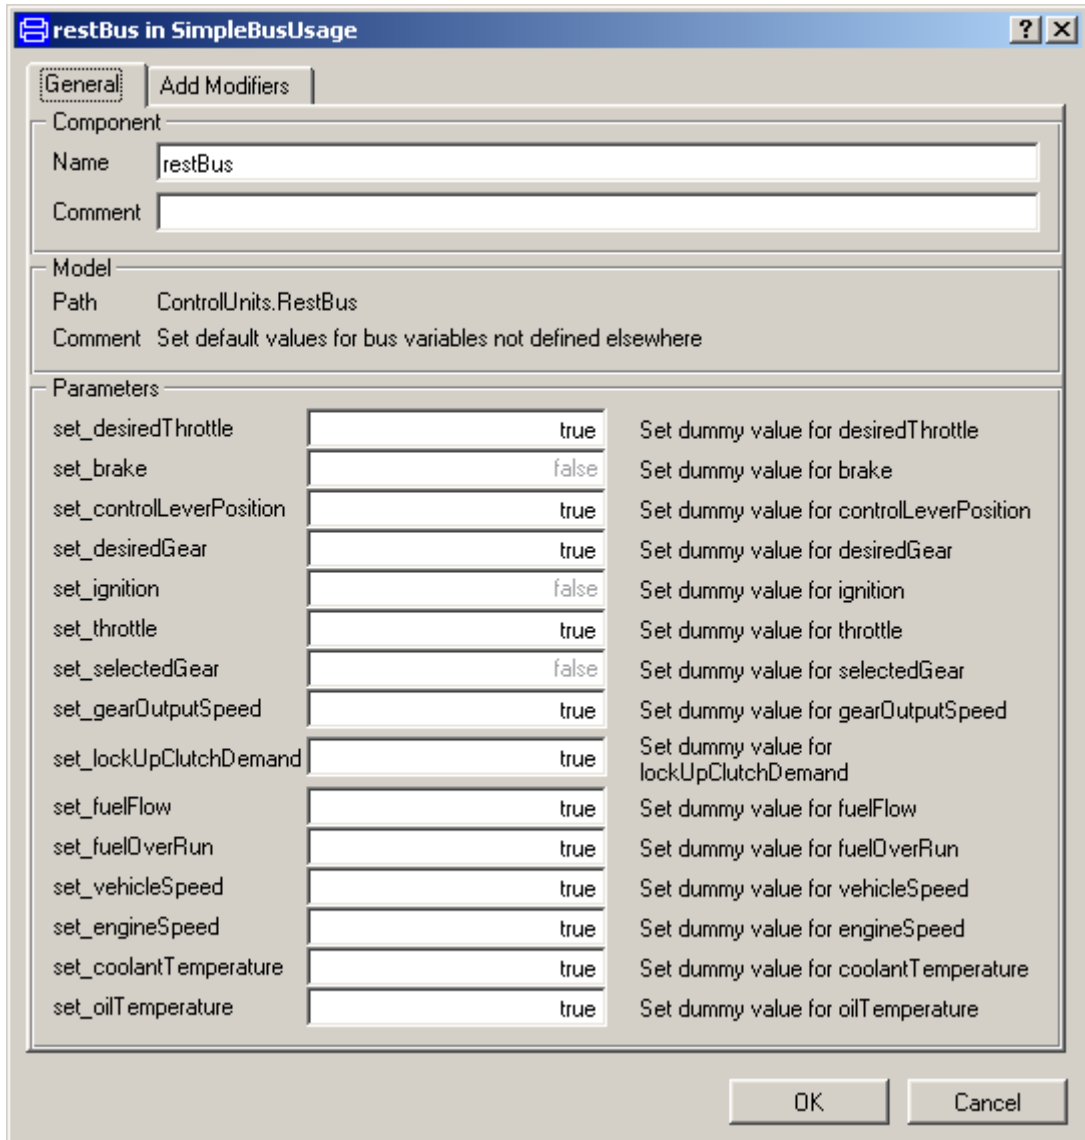 restBus in SimpleBusUsage
General Add Modifiers
Component
Name restBus
Comment
Model
Path ControlUnits.RestBus
Comment Set default values for bus variables not defined elsewhere
Parameters
set_desiredThrottle true Set dummy value for desiredThrottle
set_brake false Set dummy value for brake
set_controlLeverPosition true Set dummy value for controlLeverPosition
set_desiredGear true Set dummy value for desiredGear
set_ignition false Set dummy value for ignition
set_throttle true Set dummy value for throttle
set_selectedGear false Set dummy value for selectedGear
set_gearOutputSpeed true Set dummy value for gearOutputSpeed
set_lockUpClutchDemand true Set dummy value for
lockUpClutchDemand
set_fuelFlow true Set dummy value for fuelFlow
set_fuelOverRun true Set dummy value for fuelOverRun
set_vehicleSpeed true Set dummy value for vehicleSpeed
set_engineSpeed true Set dummy value for engineSpeed
set_coolantTemperature true Set dummy value for coolantTemperature
set_oilTemperature true Set dummy value for oilTemperature
OK Cancel